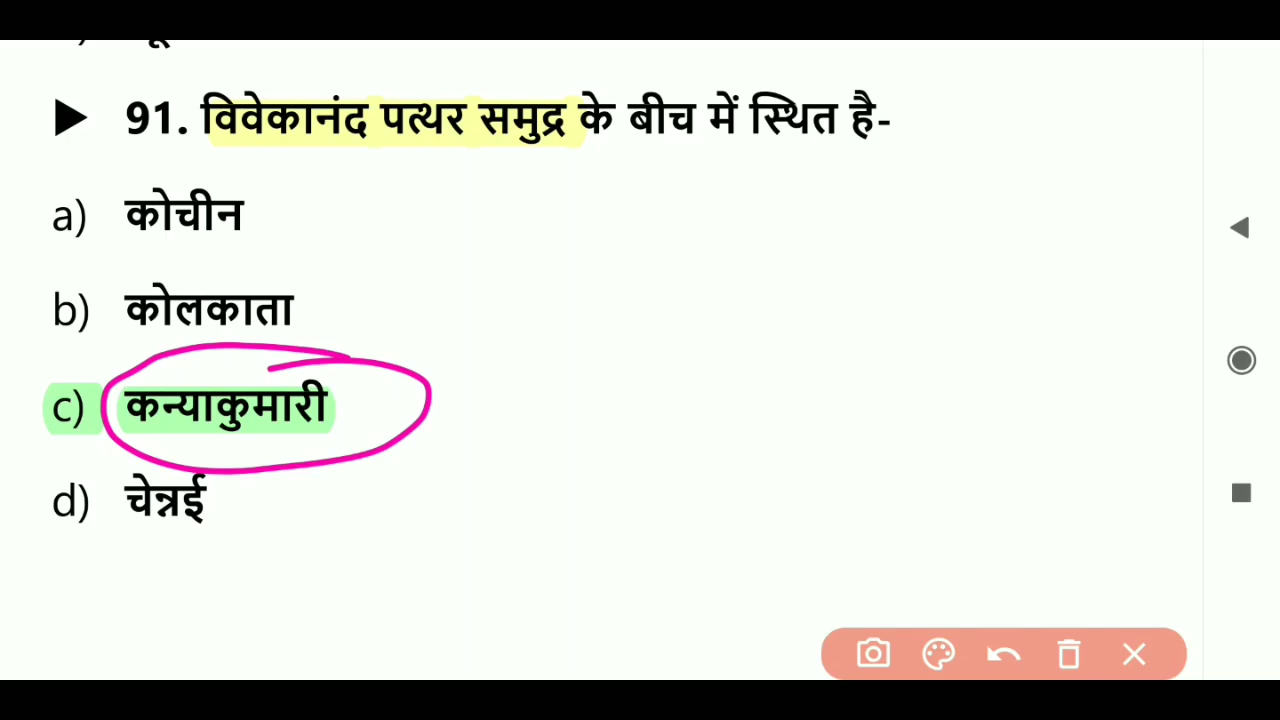 91. विवेकानंद पत्थर समुद्र के बीच में स्थित है-
a) कोचीन
b) कोलकाता
c) कन्याकुमारी
d) चेन्नई